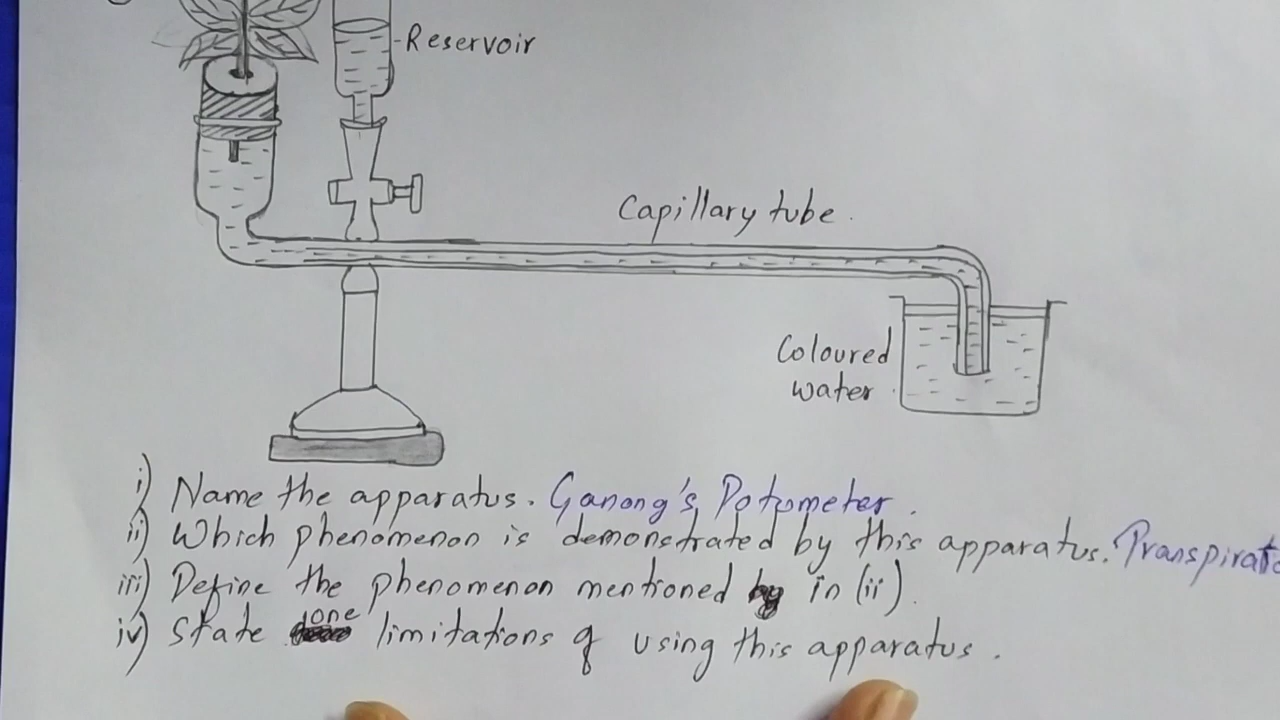 Reservoir
Capillary tube.
Coloured
water
i) Name the apparatus. Ganong's Potometer.
ii) Which phenomenon is demonstrated by this apparatus.
iii) Define the phenomenon mentioned in (ii).
iv) State one limitations of using this apparatus.